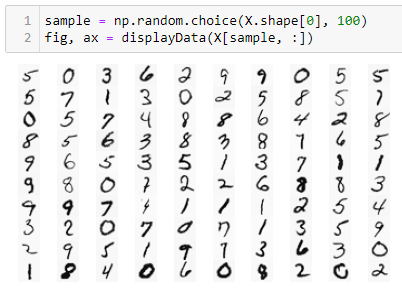 1 sample = np.random.choice(X.shape[0], 100)
2 fig, ax = displayData(X[sample, :])
5 0 3 6 2 9 9 0 5 5
5 7 1 3 0 2 5 8 5 7
0 5 7 4 8 8 6 4 2 8
8 5 6 3 8 3 8 7 6 5
9 6 5 3 5 1 3 7 1 1
9 8 0 7 2 2 6 8 8 3
9 9 7 4 1 1 1 2 5 4
3 2 0 7 0 7 1 3 5 9
2 9 5 1 9 7 3 6 3 0
1 8 4 0 6 0 8 2 0 2